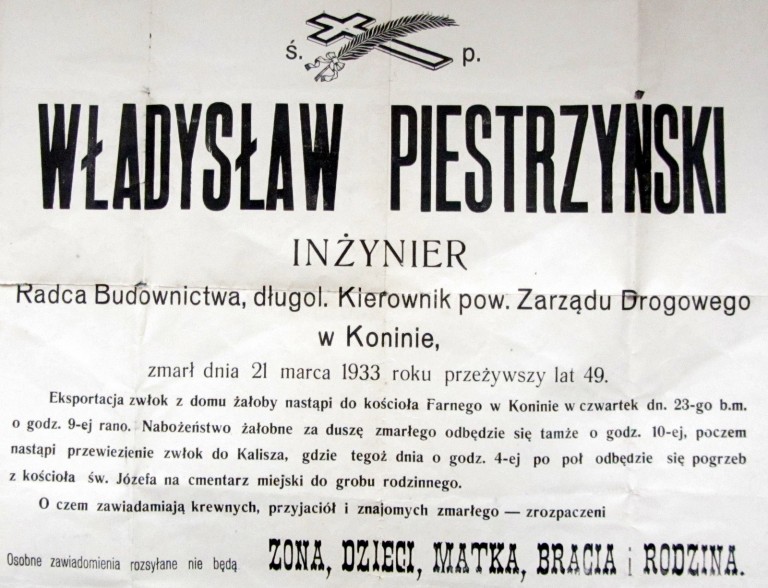 ś. p.
WŁADYSŁAW PIESTRZYŃSKI
INŻYNIER
Radca Budownictwa, długol. Kierownik pow. Zarządu Drogowego
w Koninie,
zmarł dnia 21 marca 1933 roku przeżywszy lat 49.
Eksportacja zwłok z domu żałoby nastąpi do kościoła Farnego w Koninie w czwartek dn. 23-go b.m.
o godz. 9-ej rano. Nabożeństwo żałobne za duszę zmarłego odbędzie się tamże o godz. 10-ej, poczem
nastąpi przewiezienie zwłok do Kalisza, gdzie tegoż dnia o godz. 4-ej po poł odbędzie się pogrzeb
z kościoła św. Józefa na cmentarz miejski do grobu rodzinnego.
O czem zawiadamiają krewnych, przyjaciół i znajomych zmarłego — zrozpaczeni
Osobne zawiadomienia rozsyłane nie będą ŻONA, DZIECI, MATKA, BRACIA i RODZINA.